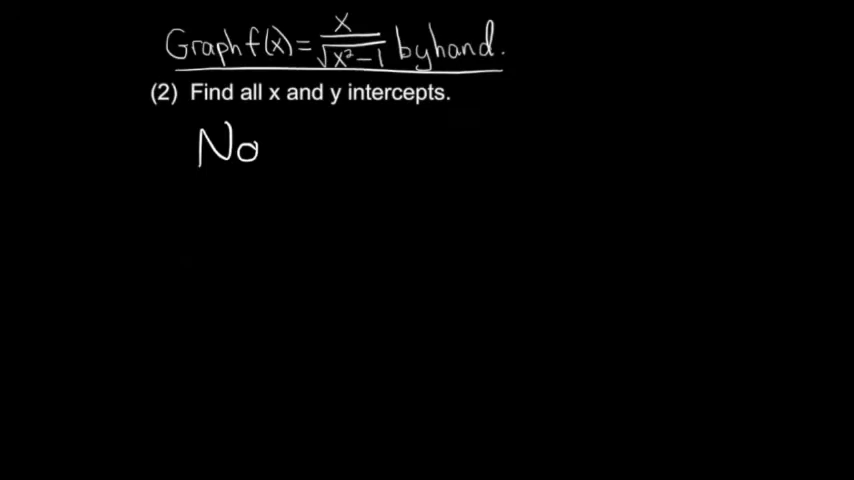 Graph f(x) = x/√(x²-1) by hand.
(2) Find all x and y intercepts.
No